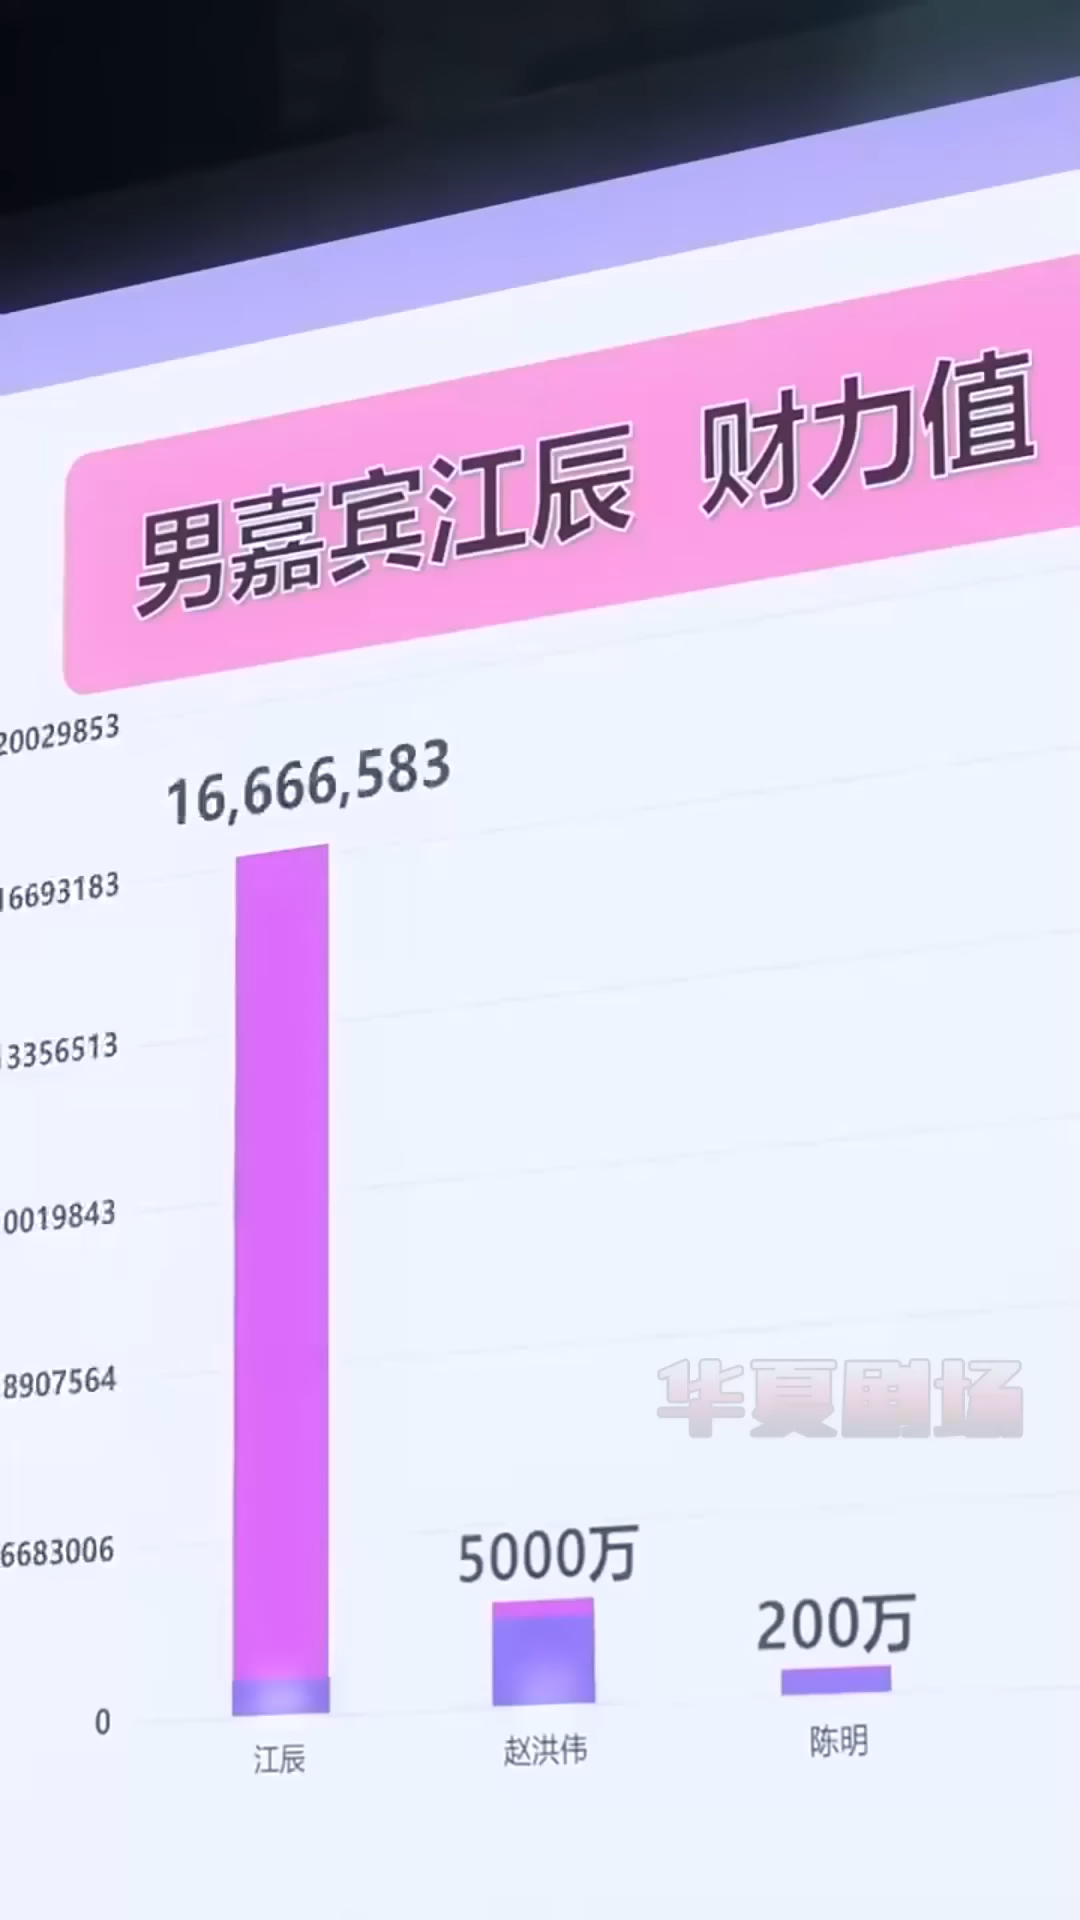 男嘉宾江辰 财力值
20029853
16,666,583
16693183
13356513
0019843
8907564
6683006
0
5000万
200万
江辰
赵洪伟
陈明
华夏剧场